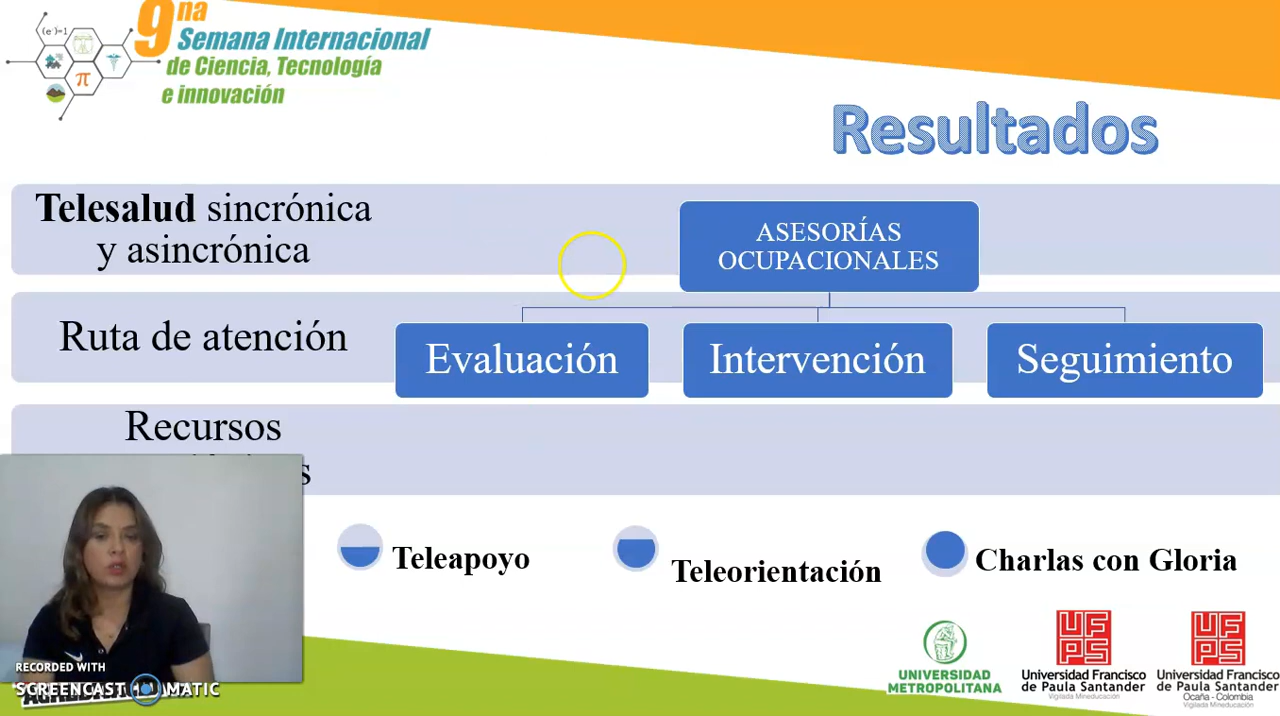 9na
Semana Internacional
de Ciencia, Tecnología
e innovación
(e-)=1
π
Resultados
Telesalud sincrónica
y asincrónica
ASESORÍAS
OCUPACIONALES
Ruta de atención
Evaluación
Intervención
Seguimiento
Recursos
s
Teleapoyo
Teleorientación
Charlas con Gloria
RECORDED WITH
SCREENCAST MATIC
UNIVERSIDAD
METROPOLITANA
UFPS
Universidad Francisco
de Paula Santander
Vigilada Mineducación
UFPS
Universidad Francisco
de Paula Santander
Ocaña - Colombia
Vigilada Mineducación